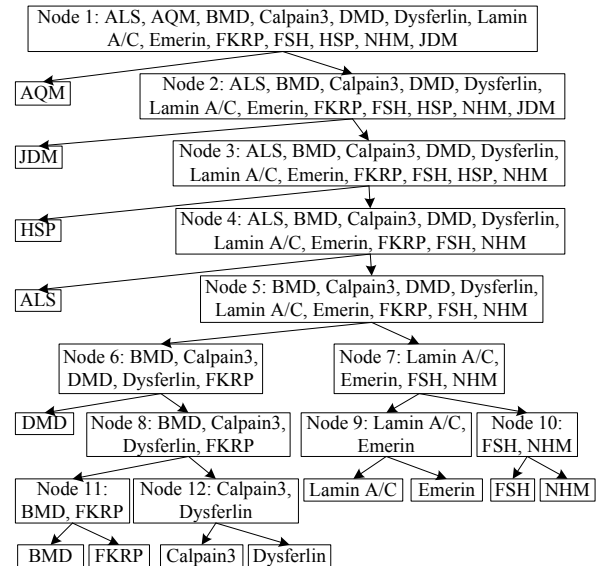 Node 1: ALS, AQM, BMD, Calpain3, DMD, Dysferlin, Lamin
A/C, Emerin, FKRP, FSH, HSP, NHM, JDM
AQM
Node 2: ALS, BMD, Calpain3, DMD, Dysferlin,
Lamin A/C, Emerin, FKRP, FSH, HSP, NHM, JDM
JDM
Node 3: ALS, BMD, Calpain3, DMD, Dysferlin,
Lamin A/C, Emerin, FKRP, FSH, HSP, NHM
HSP
Node 4: ALS, BMD, Calpain3, DMD, Dysferlin,
Lamin A/C, Emerin, FKRP, FSH, NHM
ALS
Node 5: BMD, Calpain3, DMD, Dysferlin,
Lamin A/C, Emerin, FKRP, FSH, NHM
Node 6: BMD, Calpain3,
DMD, Dysferlin, FKRP
Node 7: Lamin A/C,
Emerin, FSH, NHM
DMD
Node 8: BMD, Calpain3,
Dysferlin, FKRP
Node 9: Lamin A/C,
Emerin
Node 10:
FSH, NHM
Node 11:
BMD, FKRP
Node 12: Calpain3,
Dysferlin
Lamin A/C
Emerin
FSH
NHM
BMD
FKRP
Calpain3
Dysferlin